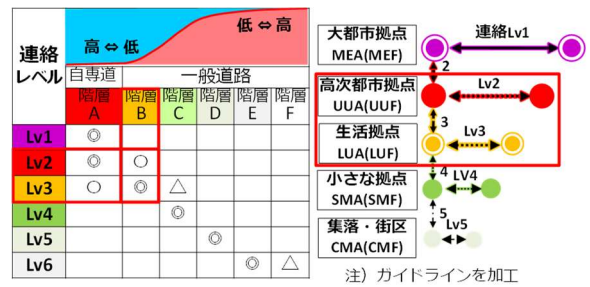 高⇔低
低⇔高
連絡
レベル
自専道
一般道路
階層
A
階層
B
階層
C
階層
D
階層
E
階層
F
Lv1 ◎
Lv2 ◎ ○
Lv3 ○ ◎ △
Lv4 ◎
Lv5 ◎
Lv6 ◎ △
大都市拠点
MEA(MEF)
連絡Lv1
2
高次都市拠点
UUA(UUF)
Lv2
3
生活拠点
LUA(LUF)
Lv3
4
小さな拠点
SMA(SMF)
LV4
5
集落・街区
CMA(CMF)
Lv5
注）ガイドラインを加工